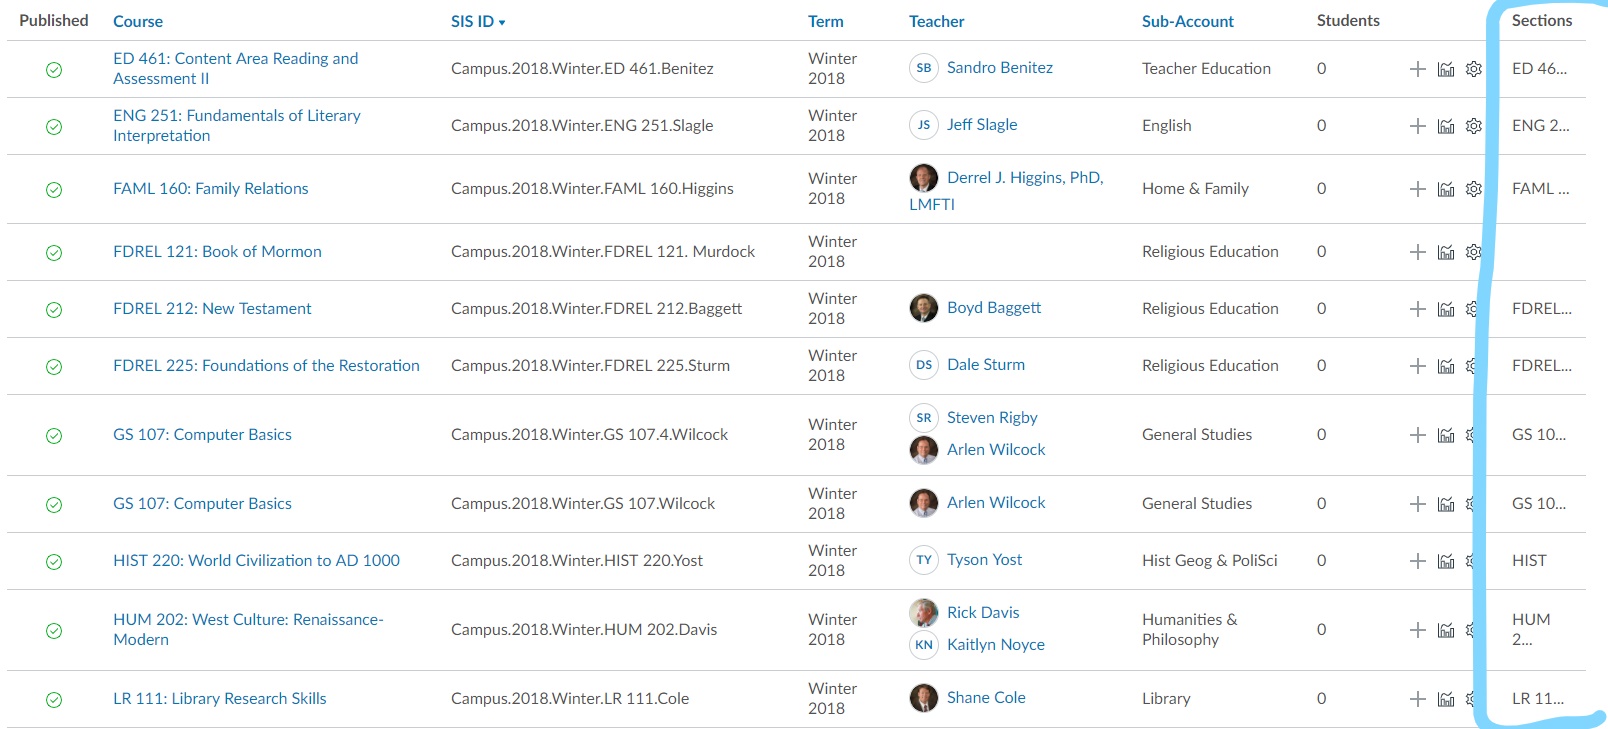 Published Course SIS ID Term Teacher Sub-Account Students Sections
ED 461: Content Area Reading and
Assessment II
Campus.2018.Winter.ED 461.Benitez
Winter
2018
SB Sandro Benitez
Teacher Education
0
ED 46...
ENG 251: Fundamentals of Literary
Interpretation
Campus.2018.Winter.ENG 251.Slagle
Winter
2018
JS Jeff Slagle
English
0
ENG 2...
FAML 160: Family Relations
Campus.2018.Winter.FAML 160.Higgins
Winter
2018
Derrel J. Higgins, PhD,
LMFTI
Home & Family
0
FAML ...
FDREL 121: Book of Mormon
Campus.2018.Winter.FDREL 121. Murdock
Winter
2018
Religious Education
0
FDREL 212: New Testament
Campus.2018.Winter.FDREL 212.Baggett
Winter
2018
Boyd Baggett
Religious Education
0
FDREL...
FDREL 225: Foundations of the Restoration
Campus.2018.Winter.FDREL 225.Sturm
Winter
2018
DS Dale Sturm
Religious Education
0
FDREL...
GS 107: Computer Basics
Campus.2018.Winter.GS 107.4.Wilcock
Winter
2018
SR Steven Rigby
Arlen Wilcock
General Studies
0
GS 10...
GS 107: Computer Basics
Campus.2018.Winter.GS 107.Wilcock
Winter
2018
Arlen Wilcock
General Studies
0
GS 10...
HIST 220: World Civilization to AD 1000
Campus.2018.Winter.HIST 220.Yost
Winter
2018
TY Tyson Yost
Hist Geog & PoliSci
0
HIST
HUM 202: West Culture: Renaissance-
Modern
Campus.2018.Winter.HUM 202.Davis
Winter
2018
Rick Davis
KN Kaitlyn Noyce
Humanities &
Philosophy
0
HUM
2...
LR 111: Library Research Skills
Campus.2018.Winter.LR 111.Cole
Winter
2018
Shane Cole
Library
0
LR 11...